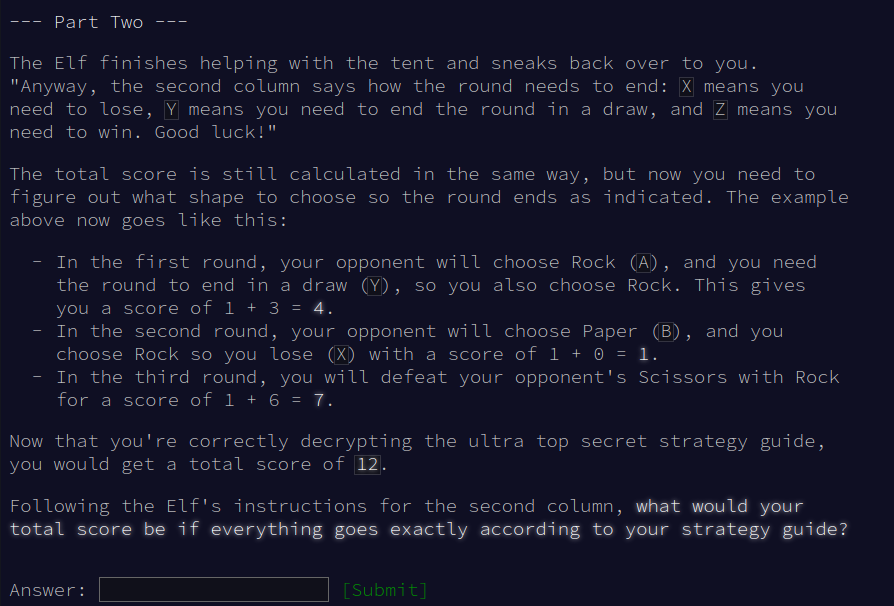 --- Part Two ---
The Elf finishes helping with the tent and sneaks back over to you.
"Anyway, the second column says how the round needs to end: X means you
need to lose, Y means you need to end the round in a draw, and Z means you
need to win. Good luck!"
The total score is still calculated in the same way, but now you need to
figure out what shape to choose so the round ends as indicated. The example
above now goes like this:
- In the first round, your opponent will choose Rock (A), and you need
the round to end in a draw (Y), so you also choose Rock. This gives
you a score of 1 + 3 = 4.
- In the second round, your opponent will choose Paper (B), and you
choose Rock so you lose (X) with a score of 1 + 0 = 1.
- In the third round, you will defeat your opponent's Scissors with Rock
for a score of 1 + 6 = 7.
Now that you're correctly decrypting the ultra top secret strategy guide,
you would get a total score of 12.
Following the Elf's instructions for the second column, what would your
total score be if everything goes exactly according to your strategy guide?
Answer: [Submit]